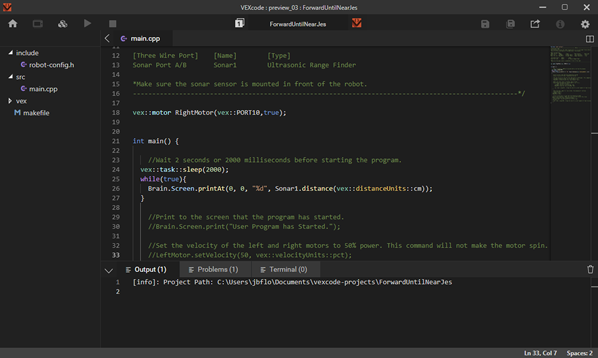 VEXcode : preview_03 : ForwardUntilNearJes
1
ForwardUntilNearJes
include
robot-config.h
src
main.cpp
vex
makefile
main.cpp
12 [Three Wire Port] [Name] [Type]
13 Sonar Port A/B Sonar1 Ultrasonic Range Finder
14
15 *Make sure the sonar sensor is mounted in front of the robot.
16 ---------------------------------------------------------------------------------------------------*/
17
18 vex::motor RightMotor(vex::PORT10,true);
19
20
21 int main() {
22
23 //Wait 2 seconds or 2000 milliseconds before starting the program.
24 vex::task::sleep(2000);
25 while(true){
26 Brain.Screen.printAt(0, 0, "%d", Sonar1.distance(vex::distanceUnits::cm));
27 }
28
29 //Print to the screen that the program has started.
30 //Brain.Screen.print("User Program has Started.");
31
32 //Set the velocity of the left and right motors to 50% power. This command will not make the motor spin.
33 //LeftMotor.setVelocity(50, vex::velocityUnits::pct);
Output (1) Problems (1) Terminal (0)
1 [info]: Project Path: C:\Users\jbflo\Documents\vexcode-projects\ForwardUntilNearJes
2
Ln 33, Col 7 Spaces: 2